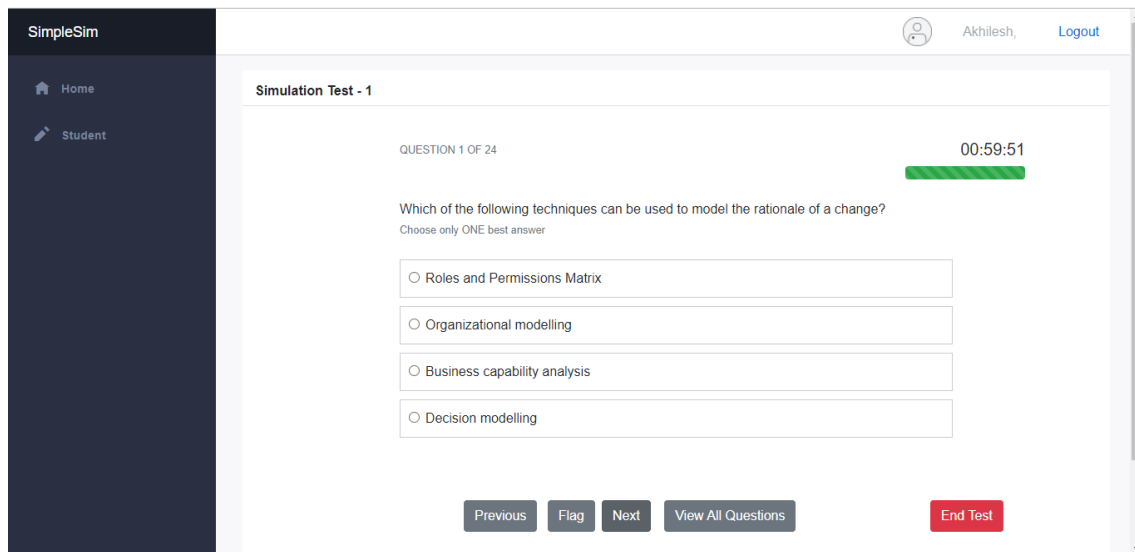 SimpleSim
Akhilesh,
Logout
Home
Student
Simulation Test - 1
QUESTION 1 OF 24
00:59:51
Which of the following techniques can be used to model the rationale of a change?
Choose only ONE best answer
Roles and Permissions Matrix
Organizational modelling
Business capability analysis
Decision modelling
Previous
Flag
Next
View All Questions
End Test